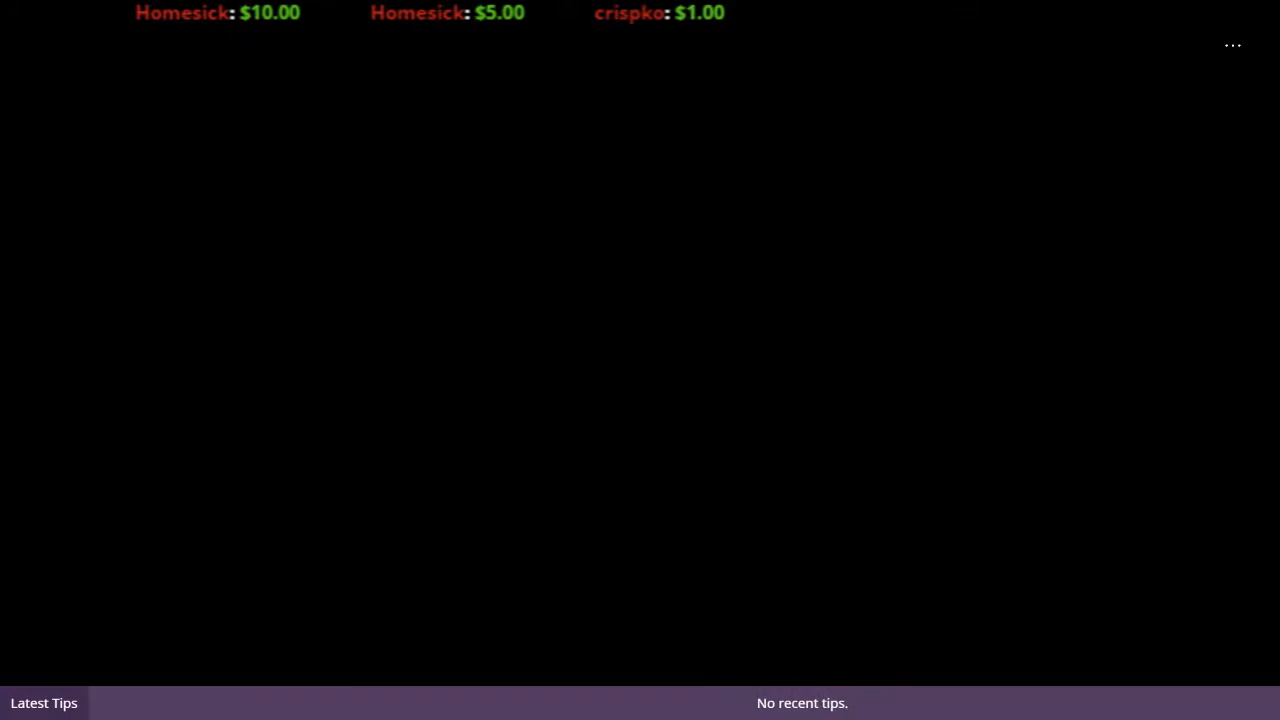 Homesick: $10.00 Homesick: $5.00 crispko: $1.00
...
Latest Tips No recent tips.